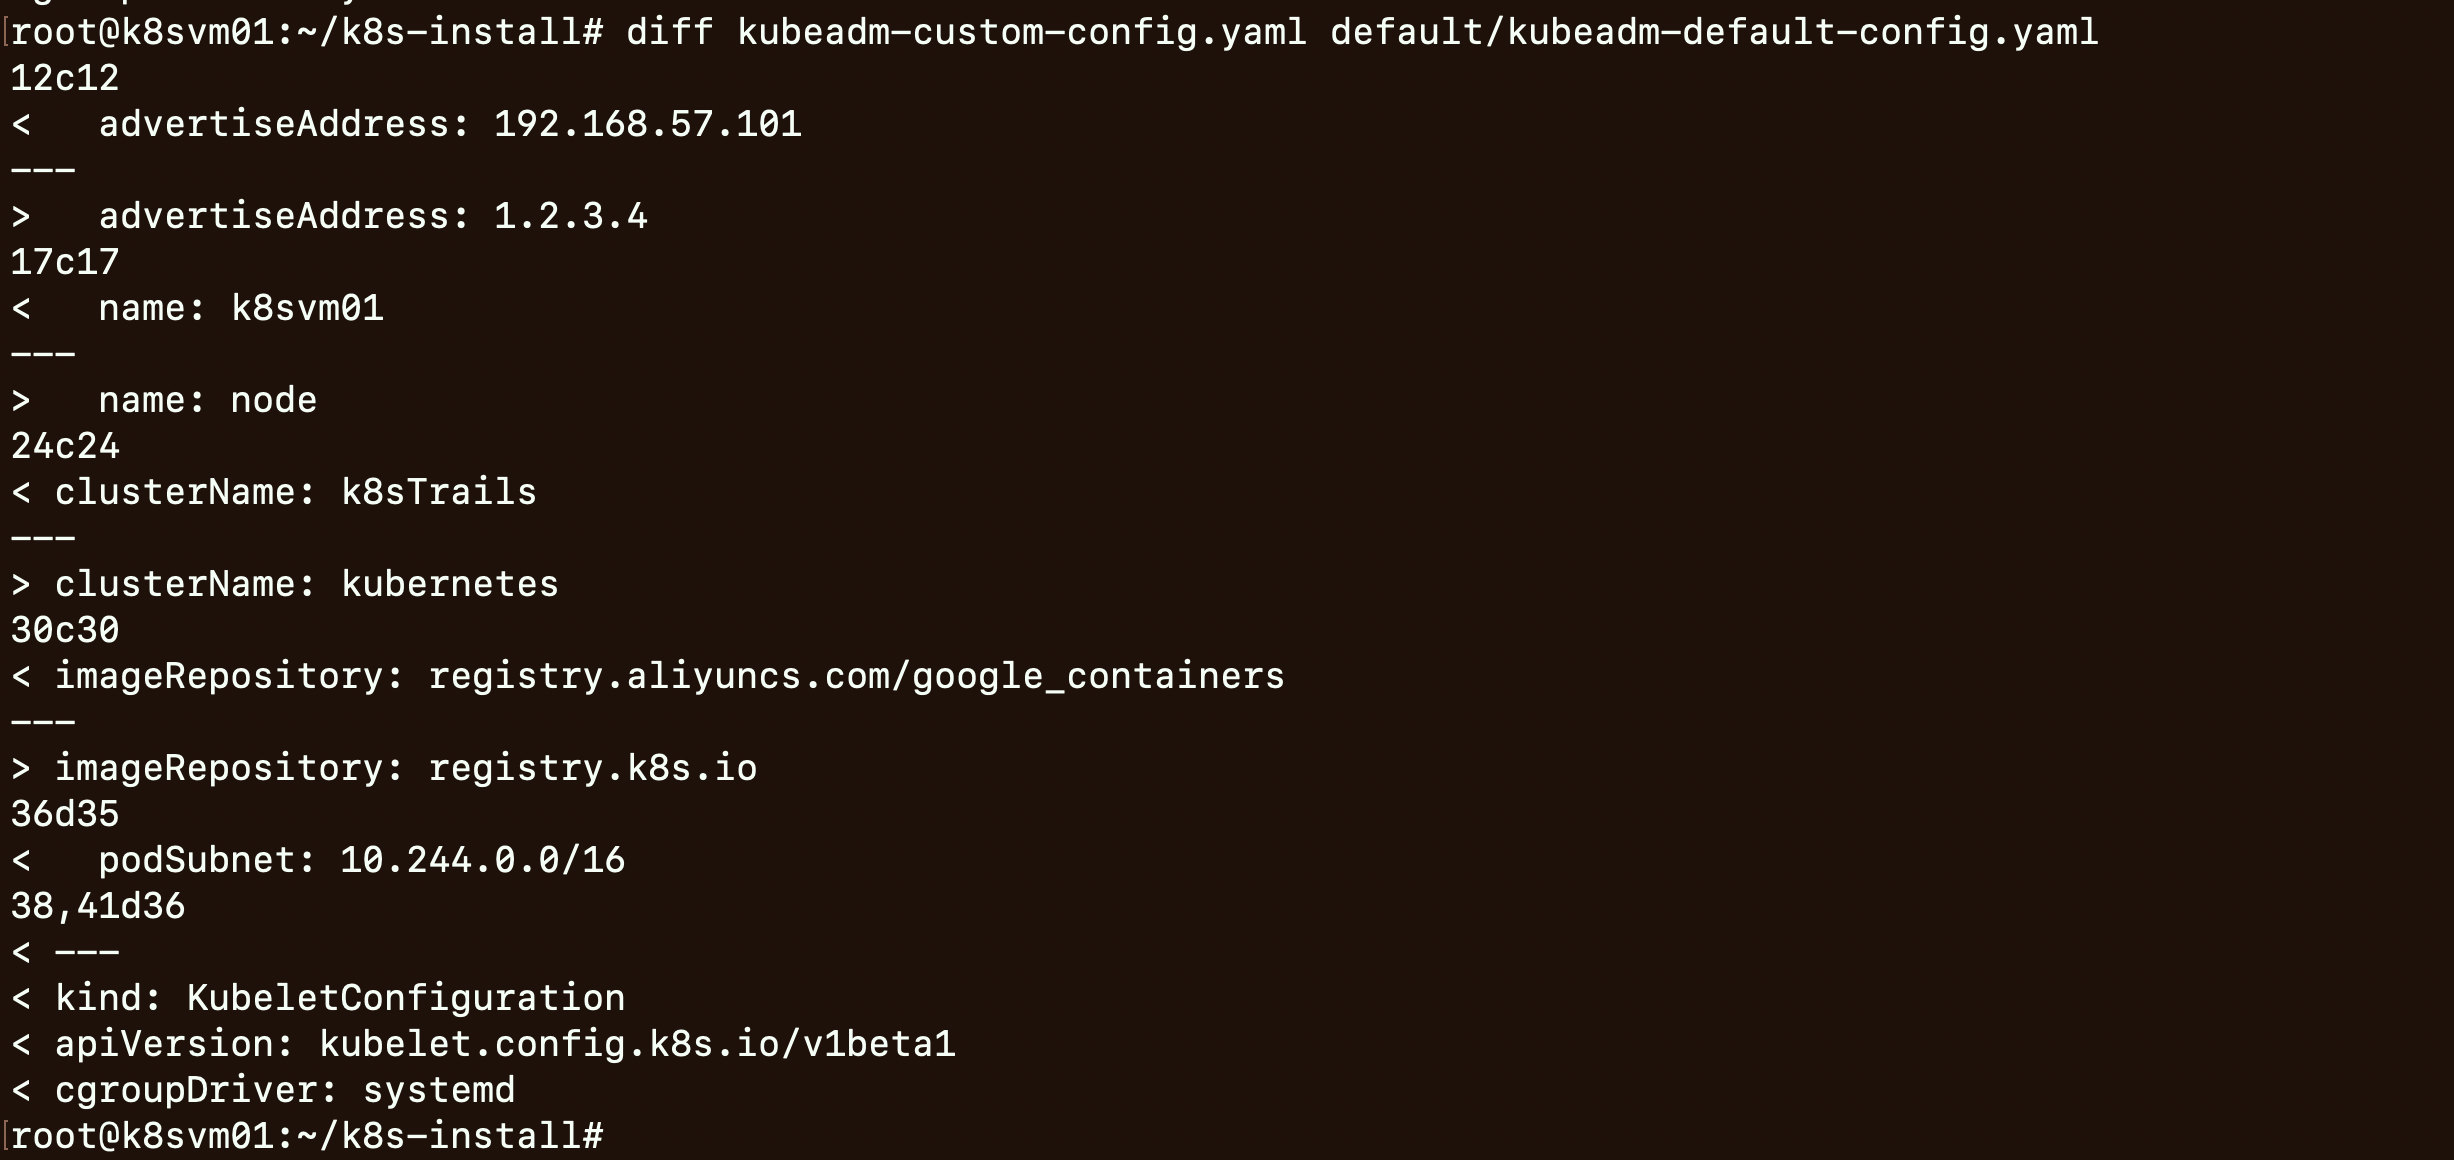 root@k8svm01:~/k8s-install# diff kubeadm-custom-config.yaml default/kubeadm-default-config.yaml
12c12
<   advertiseAddress: 192.168.57.101
---
>   advertiseAddress: 1.2.3.4
17c17
<   name: k8svm01
---
>   name: node
24c24
< clusterName: k8sTrails
---
> clusterName: kubernetes
30c30
< imageRepository: registry.aliyuncs.com/google_containers
---
> imageRepository: registry.k8s.io
36d35
<   podSubnet: 10.244.0.0/16
38,41d36
< ---
< kind: KubeletConfiguration
< apiVersion: kubelet.config.k8s.io/v1beta1
< cgroupDriver: systemd
root@k8svm01:~/k8s-install#